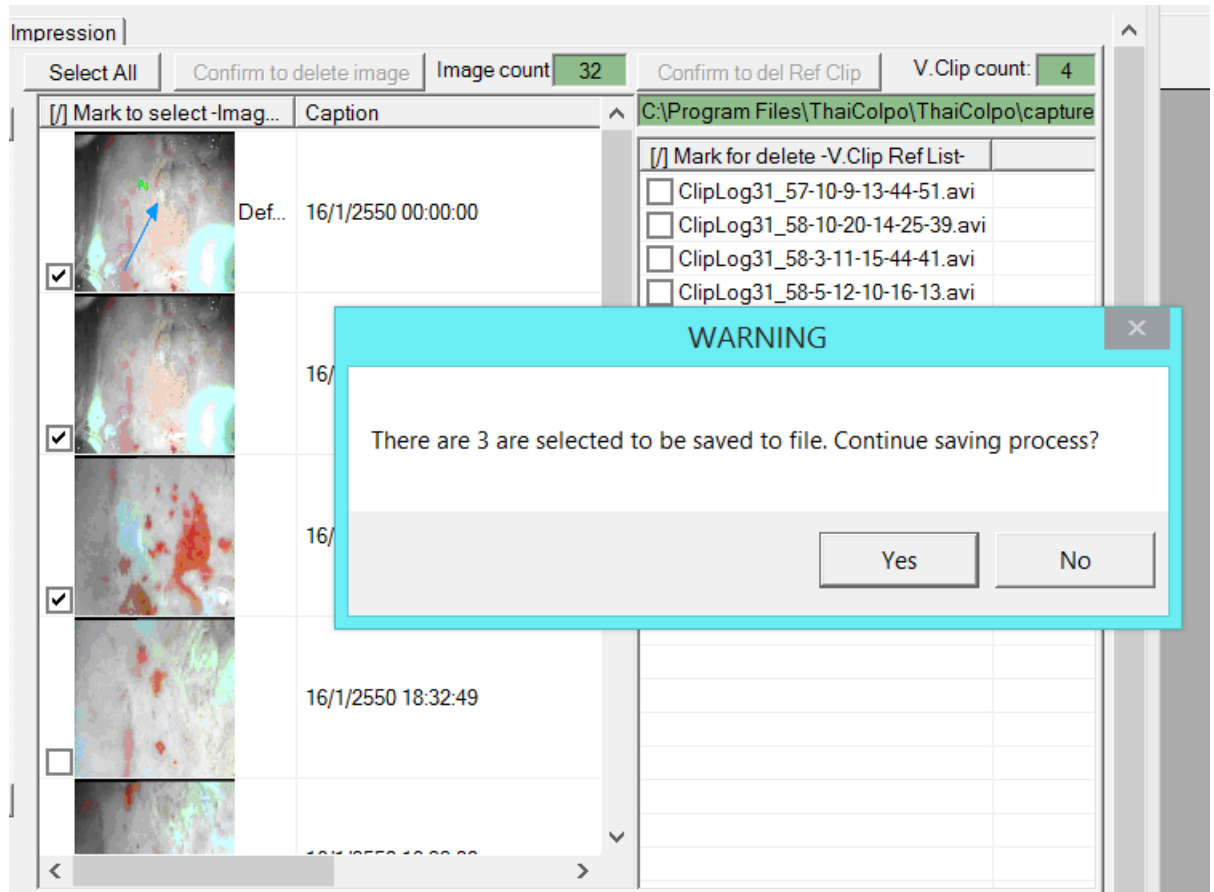 Impression
Select All Confirm to delete image Image count 32 Confirm to del Ref Clip V.Clip count: 4
[/] Mark to select -Imag... Caption C:\Program Files\ThaiColpo\ThaiColpo\capture
[/] Mark for delete -V.Clip Ref List-
ClipLog31_57-10-9-13-44-51.avi
Def... 16/1/2550 00:00:00
ClipLog31_58-10-20-14-25-39.avi
ClipLog31_58-3-11-15-44-41.avi
ClipLog31_58-5-12-10-16-13.avi
WARNING
16/
There are 3 are selected to be saved to file. Continue saving process?
16/
Yes No
16/1/2550 18:32:49